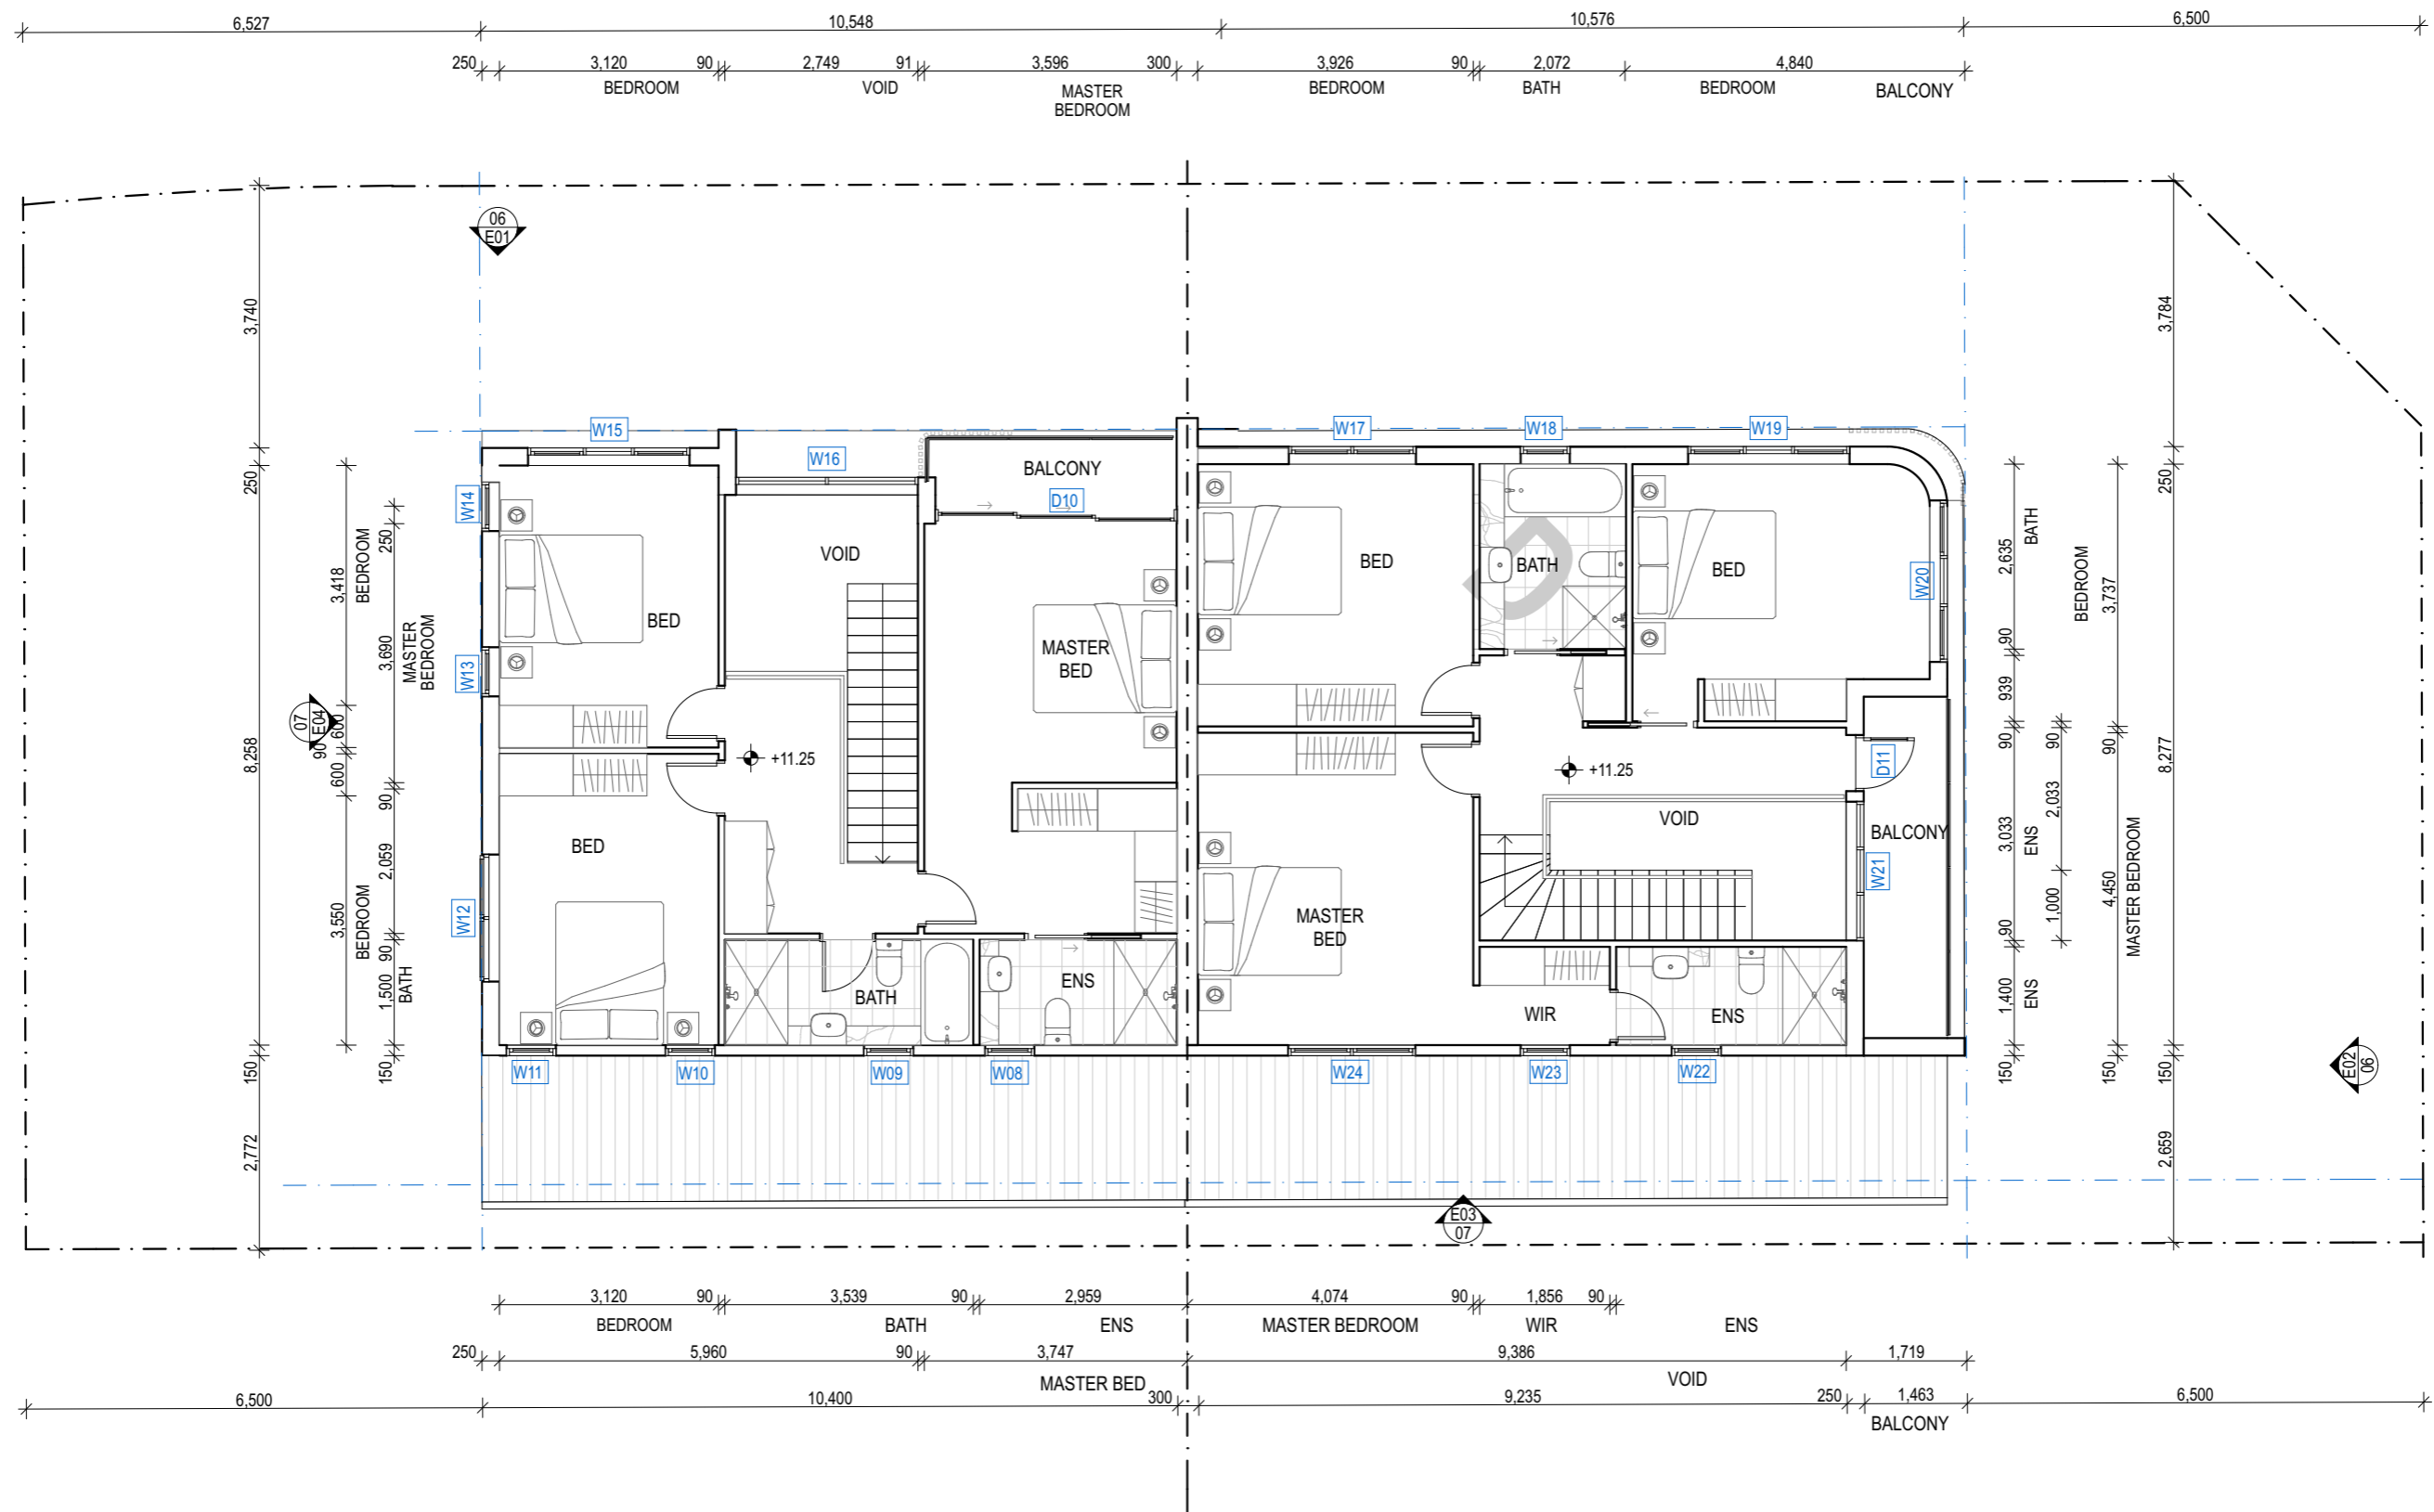 6,527 10,548 10,576 6,500
250 3,120 90 2,749 91 3,596 300 3,926 90 2,072 4,840
BEDROOM VOID MASTER BEDROOM BEDROOM BATH BEDROOM BALCONY
06
E01
3,740
3,784
W15 W16 W17 W18 W19
BALCONY
D10
W14
250
250
250
3,418
BEDROOM
3,690
MASTER
BEDROOM
VOID
BED
MASTER
BED
BED
BATH
BED
W20
2,635
BATH
BEDROOM
3,737
W13
07
E04
600
90
600
8,258
90
90
939
90
90
90
8,277
+11.25
+11.25
D11
VOID
BALCONY
W21
3,033
ENS
2,033
1,000
4,450
MASTER BEDROOM
BED
2,059
3,550
BEDROOM
W12
MASTER
BED
90
1,500
BATH
90
1,400
ENS
BATH
ENS
WIR
ENS
150
150
150
150
150
W11 W10 W09 W08 W24 W23 W22
E02
06
2,772
2,659
E03
07
3,120 90 3,539 90 2,959 4,074 90 1,856 90
BEDROOM BATH ENS MASTER BEDROOM WIR ENS
250 5,960 90 3,747 9,386 1,719
MASTER BED VOID
6,500 10,400 300 9,235 250 1,463 6,500
BALCONY